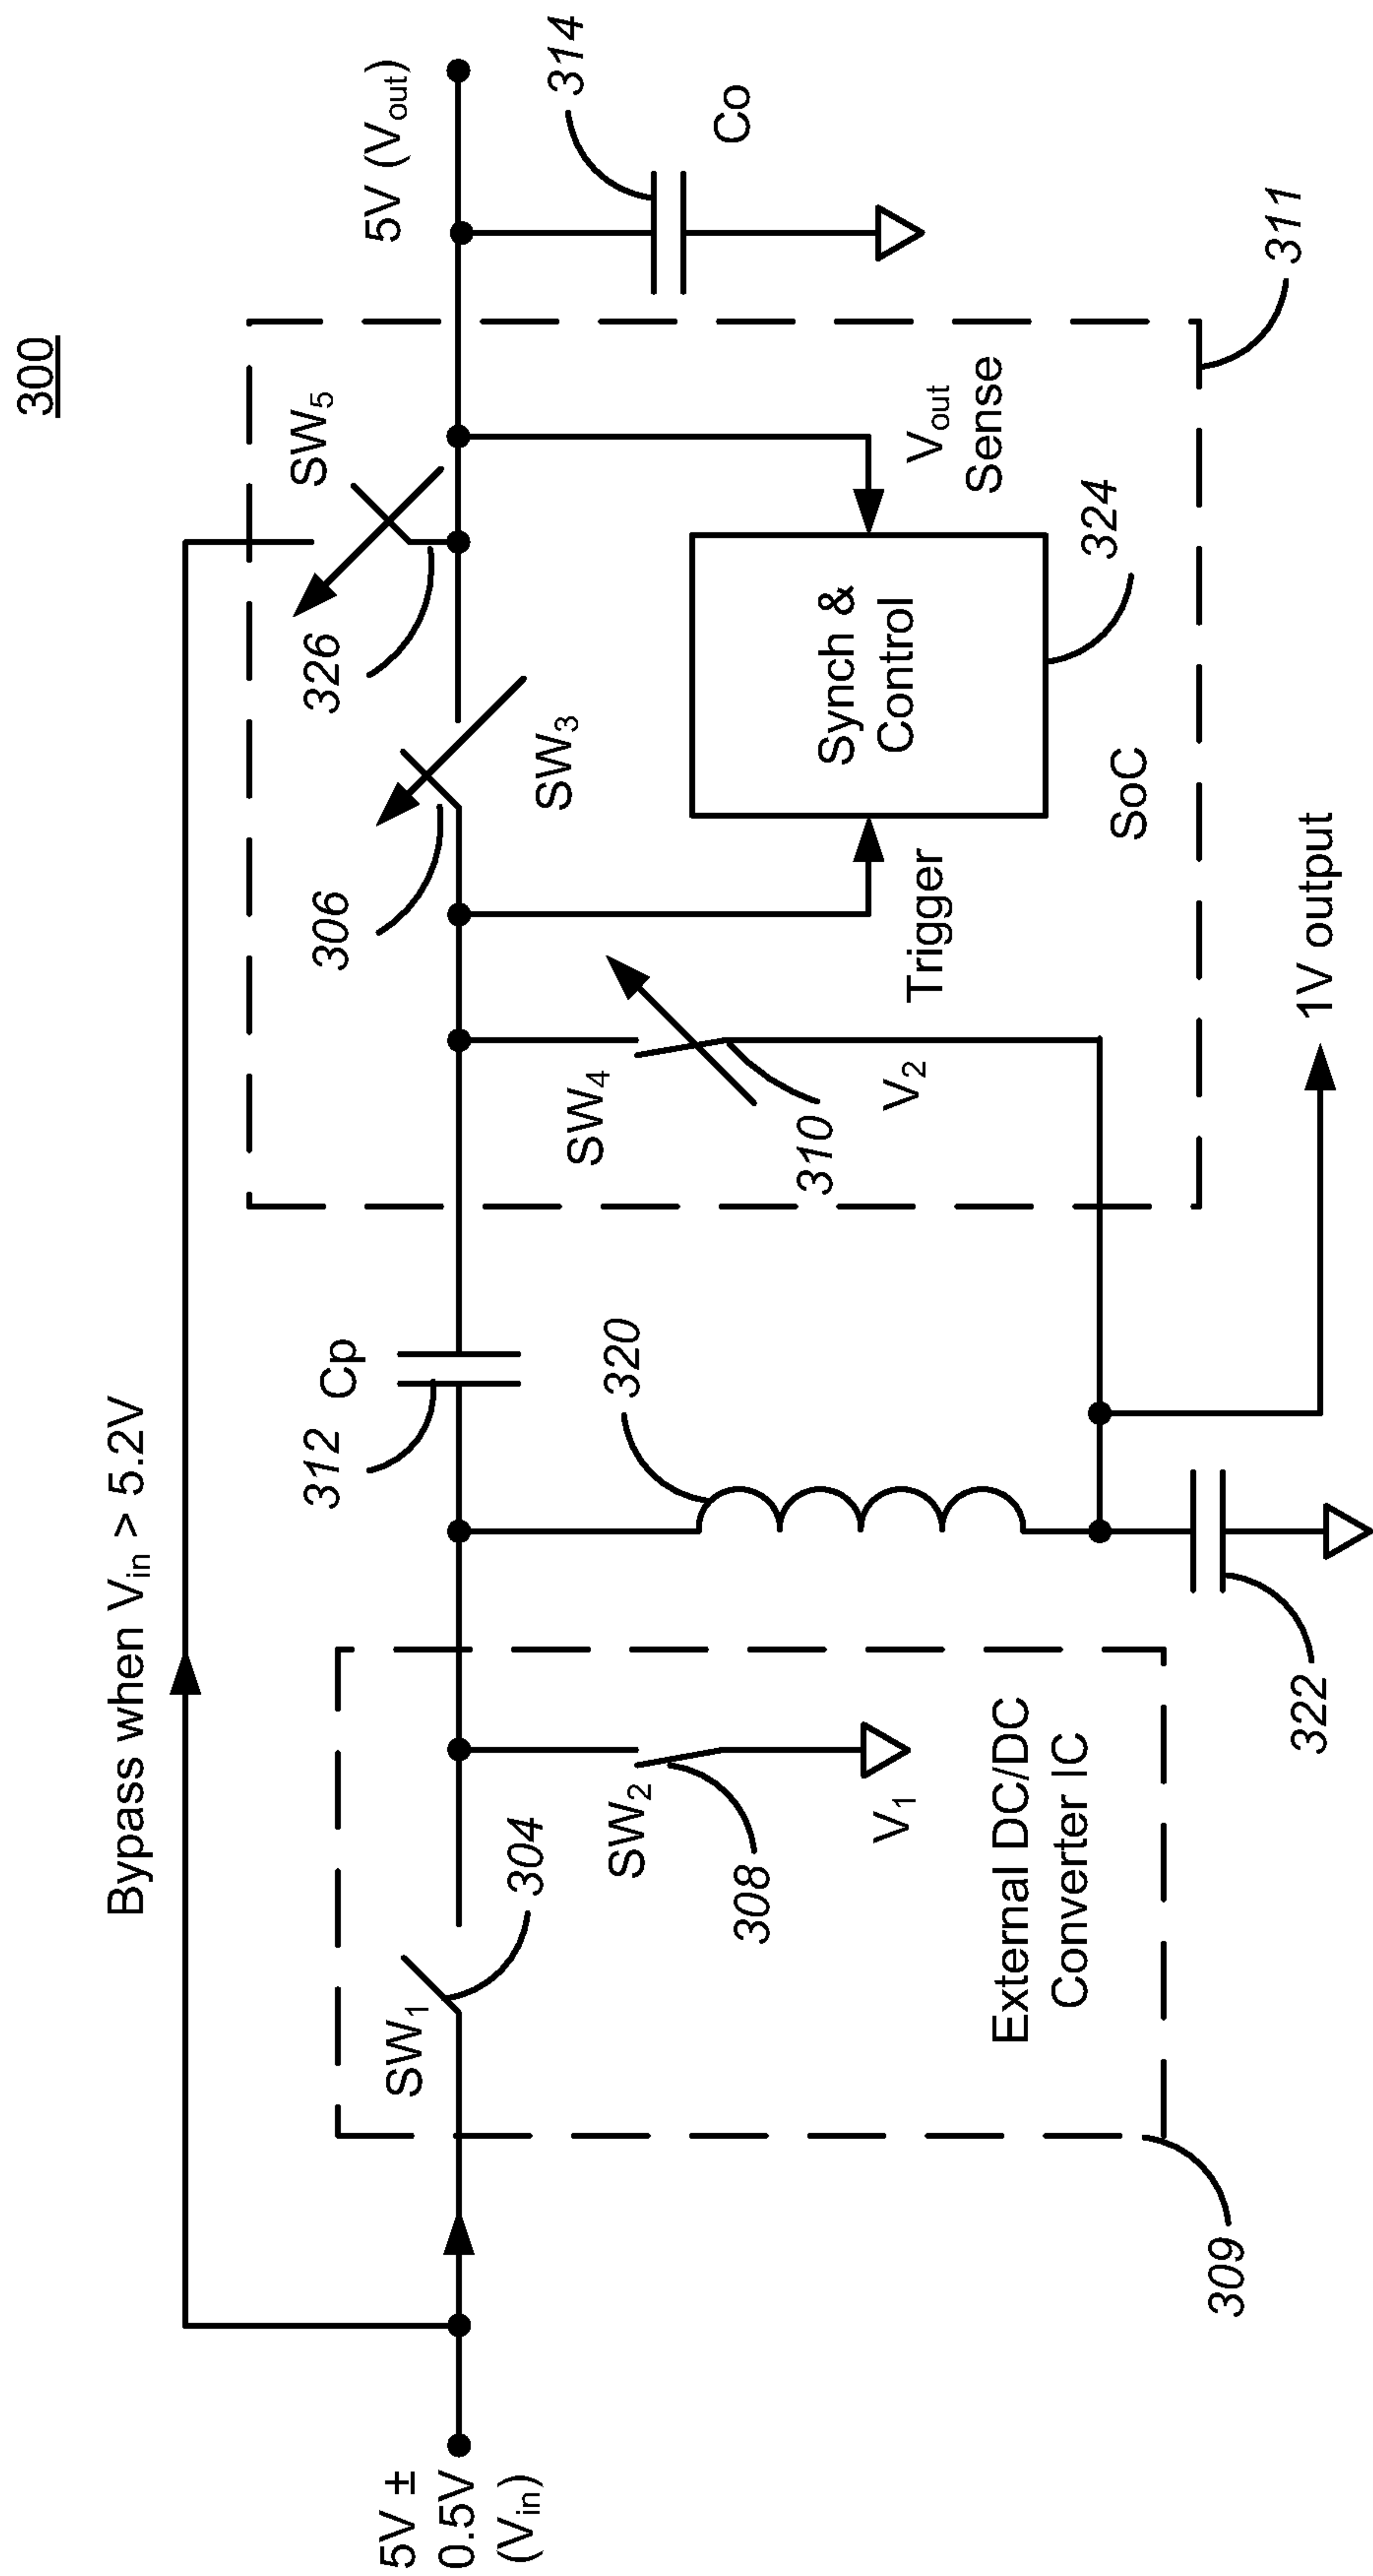 300
Bypass when Vin > 5.2V
5V ±
0.5V
(Vin)
SW1
304
SW2
308
V1
External DC/DC
Converter IC
309
312
Cp
320
322
1V output
SW4
310
V2
306
SW3
326
SW5
Trigger
Synch &
Control
324
Vout
Sense
SoC
311
5V (Vout)
314
Co